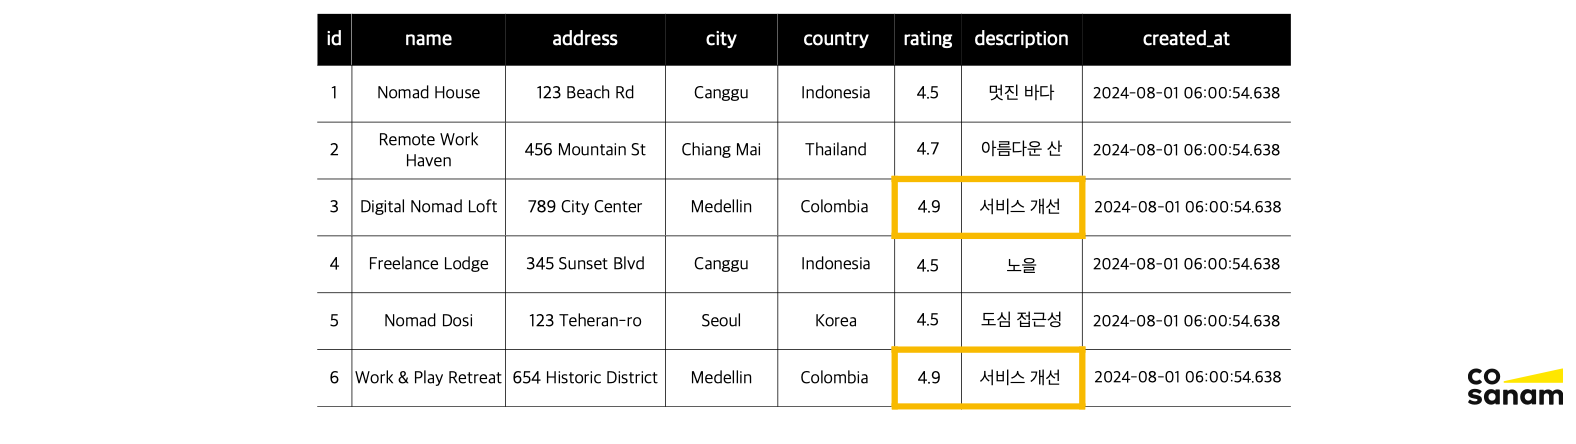 id name address city country rating description created_at
1 Nomad House 123 Beach Rd Canggu Indonesia 4.5 멋진 바다 2024-08-01 06:00:54.638
2 Remote Work Haven 456 Mountain St Chiang Mai Thailand 4.7 아름다운 산 2024-08-01 06:00:54.638
3 Digital Nomad Loft 789 City Center Medellin Colombia 4.9 서비스 개선 2024-08-01 06:00:54.638
4 Freelance Lodge 345 Sunset Blvd Canggu Indonesia 4.5 노을 2024-08-01 06:00:54.638
5 Nomad Dosi 123 Teheran-ro Seoul Korea 4.5 도심 접근성 2024-08-01 06:00:54.638
6 Work & Play Retreat 654 Historic District Medellin Colombia 4.9 서비스 개선 2024-08-01 06:00:54.638
co
sanam